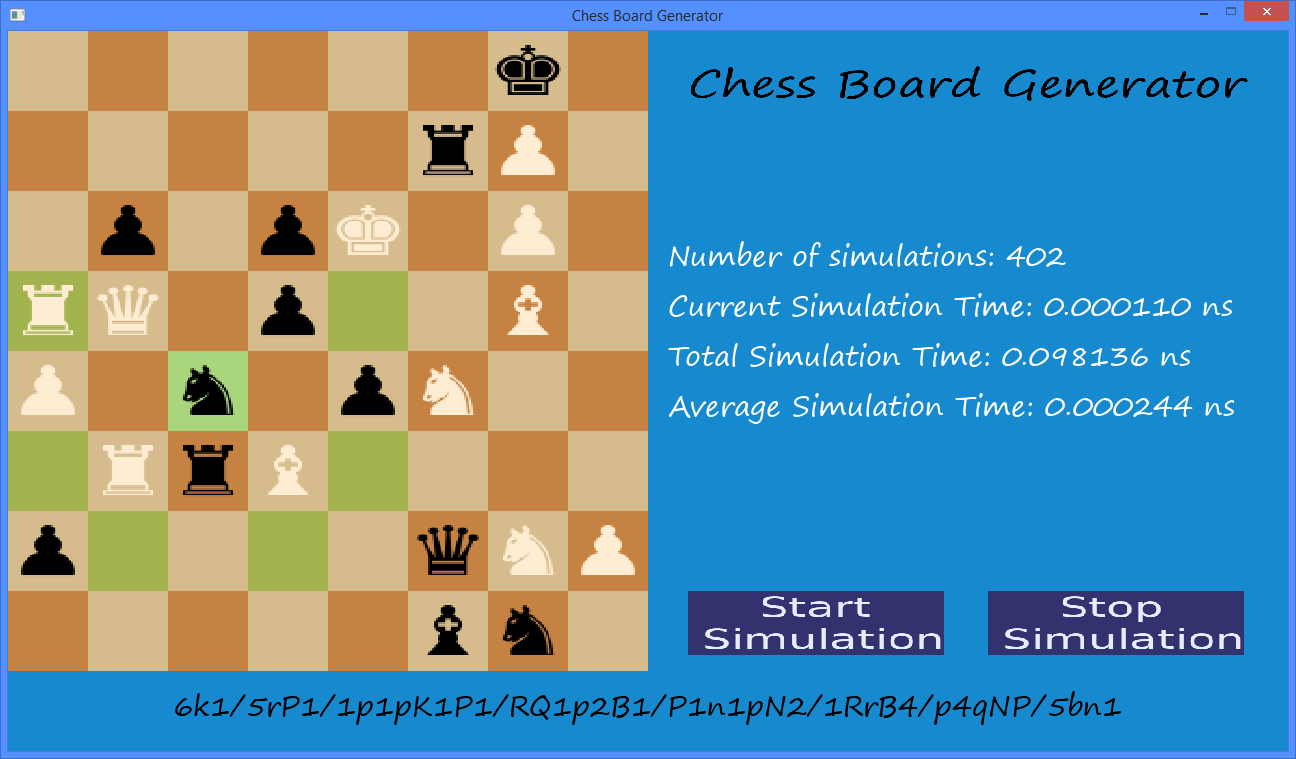 Chess Board Generator
Chess Board Generator
Number of simulations: 402
Current Simulation Time: 0.000110 ns
Total Simulation Time: 0.098136 ns
Average Simulation Time: 0.000244 ns
Start
Simulation
Stop
Simulation
6k1/5rP1/1p1pK1P1/RQ1p2B1/P1n1pN2/1RrB4/p4qNP/5bn1